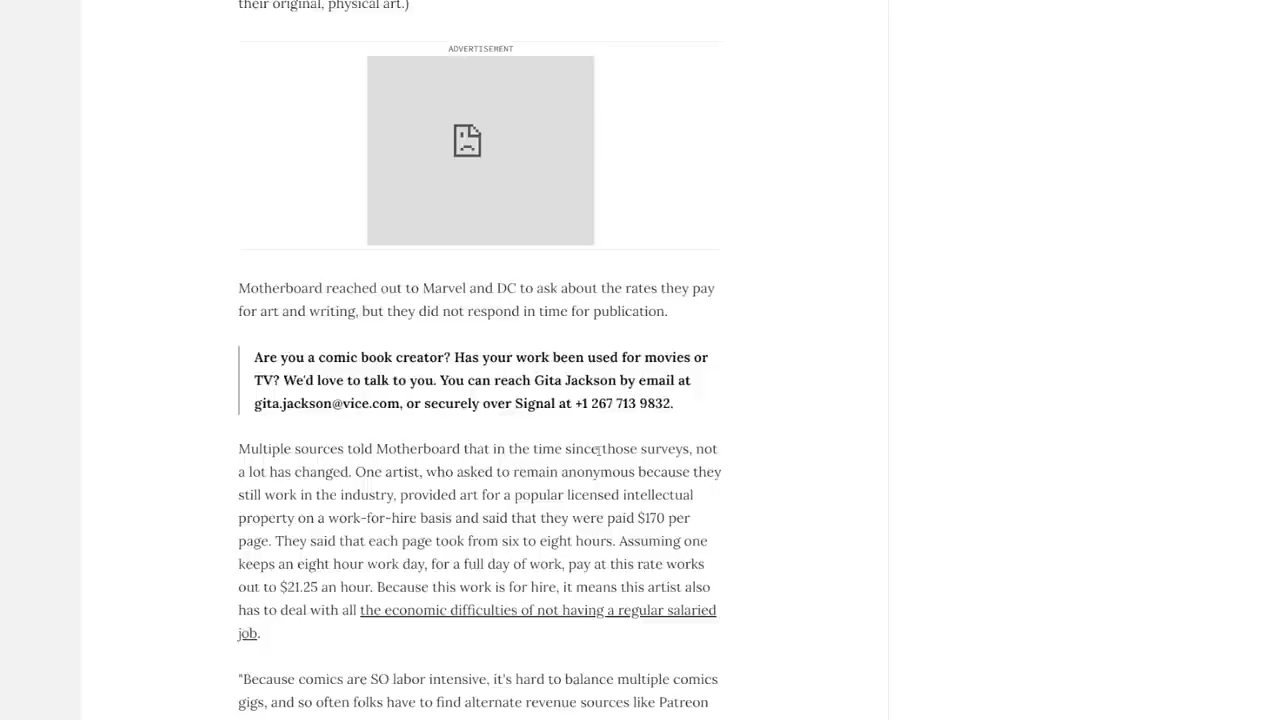 their original, physical art.)
ADVERTISEMENT
Motherboard reached out to Marvel and DC to ask about the rates they pay
for art and writing, but they did not respond in time for publication.
Are you a comic book creator? Has your work been used for movies or
TV? We'd love to talk to you. You can reach Gita Jackson by email at
gita.jackson@vice.com, or securely over Signal at +1 267 713 9832.
Multiple sources told Motherboard that in the time since those surveys, not
a lot has changed. One artist, who asked to remain anonymous because they
still work in the industry, provided art for a popular licensed intellectual
property on a work-for-hire basis and said that they were paid $170 per
page. They said that each page took from six to eight hours. Assuming one
keeps an eight hour work day, for a full day of work, pay at this rate works
out to $21.25 an hour. Because this work is for hire, it means this artist also
has to deal with all the economic difficulties of not having a regular salaried
job.
"Because comics are SO labor intensive, it's hard to balance multiple comics
gigs, and so often folks have to find alternate revenue sources like Patreon